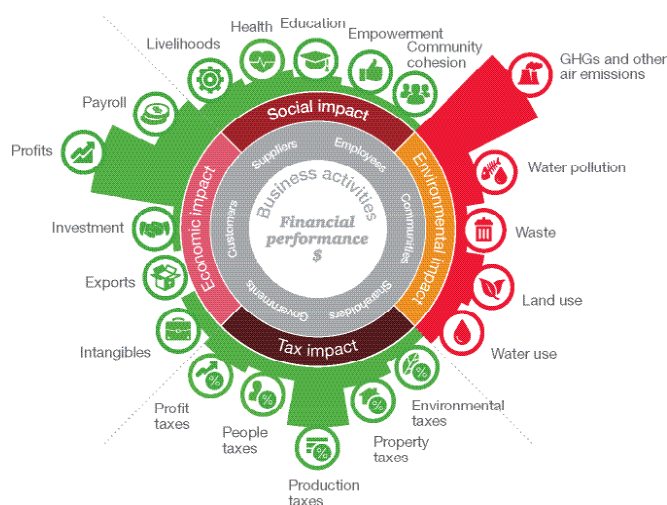 Education
Health
Empowerment
Livelihoods
Community
cohesion
GHGs and other
air emissions
Payroll
Social impact
Profits
Suppliers
Employees
Water pollution
Economic impact
Environmental impact
Business activities
Customers
Communities
Investment
Financial
performance
$
Waste
Exports
Governments
Shareholders
Land use
Intangibles
Tax impact
Water use
Profit
taxes
People
taxes
Environmental
taxes
Property
taxes
Production
taxes
$
%
%
%
%
%